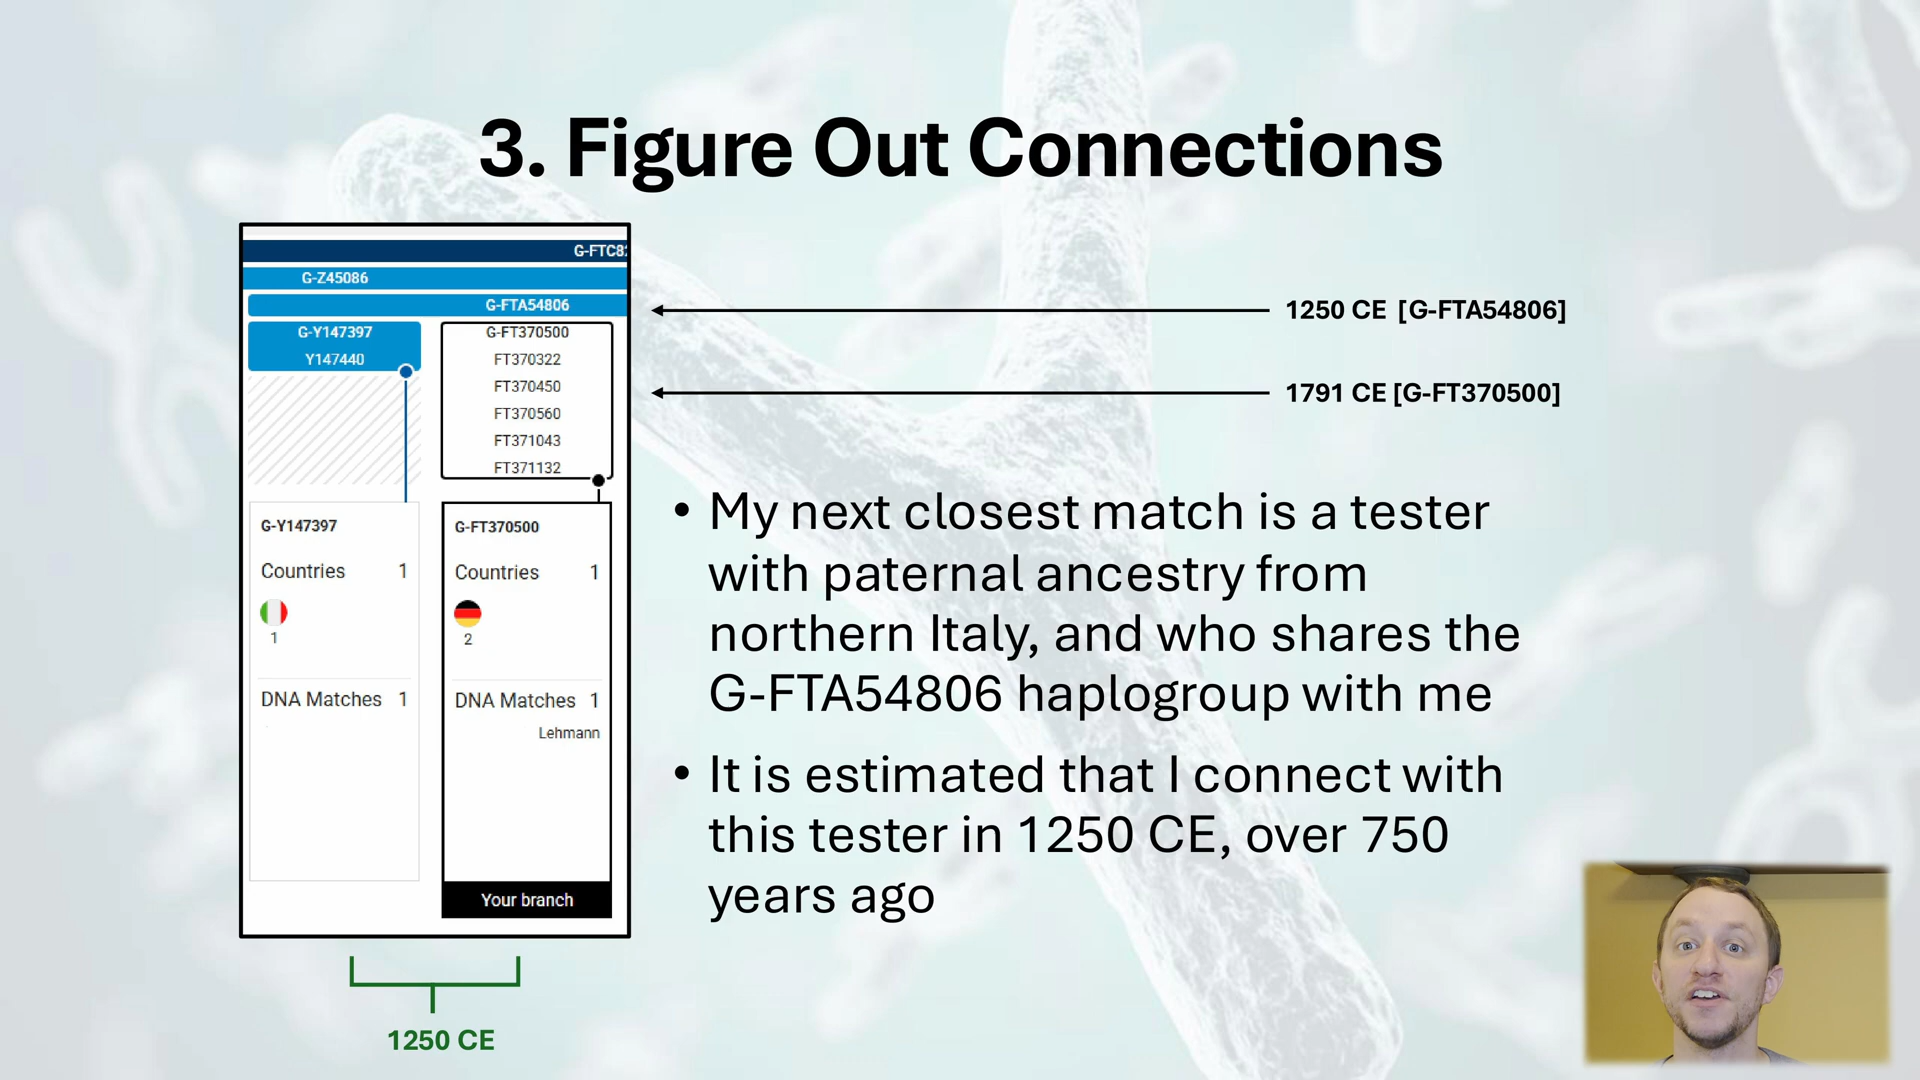 3. Figure Out Connections
G-FTC8
G-Z45086
G-FTA54806
G-Y147397
Y147440
G-FT370500
FT370322
FT370450
FT370560
FT371043
FT371132
G-Y147397
Countries 1
1
DNA Matches 1
G-FT370500
Countries 1
2
DNA Matches 1
Lehmann
Your branch
1250 CE
1250 CE [G-FTA54806]
1791 CE [G-FT370500]
• My next closest match is a tester
with paternal ancestry from
northern Italy, and who shares the
G-FTA54806 haplogroup with me
• It is estimated that I connect with
this tester in 1250 CE, over 750
years ago